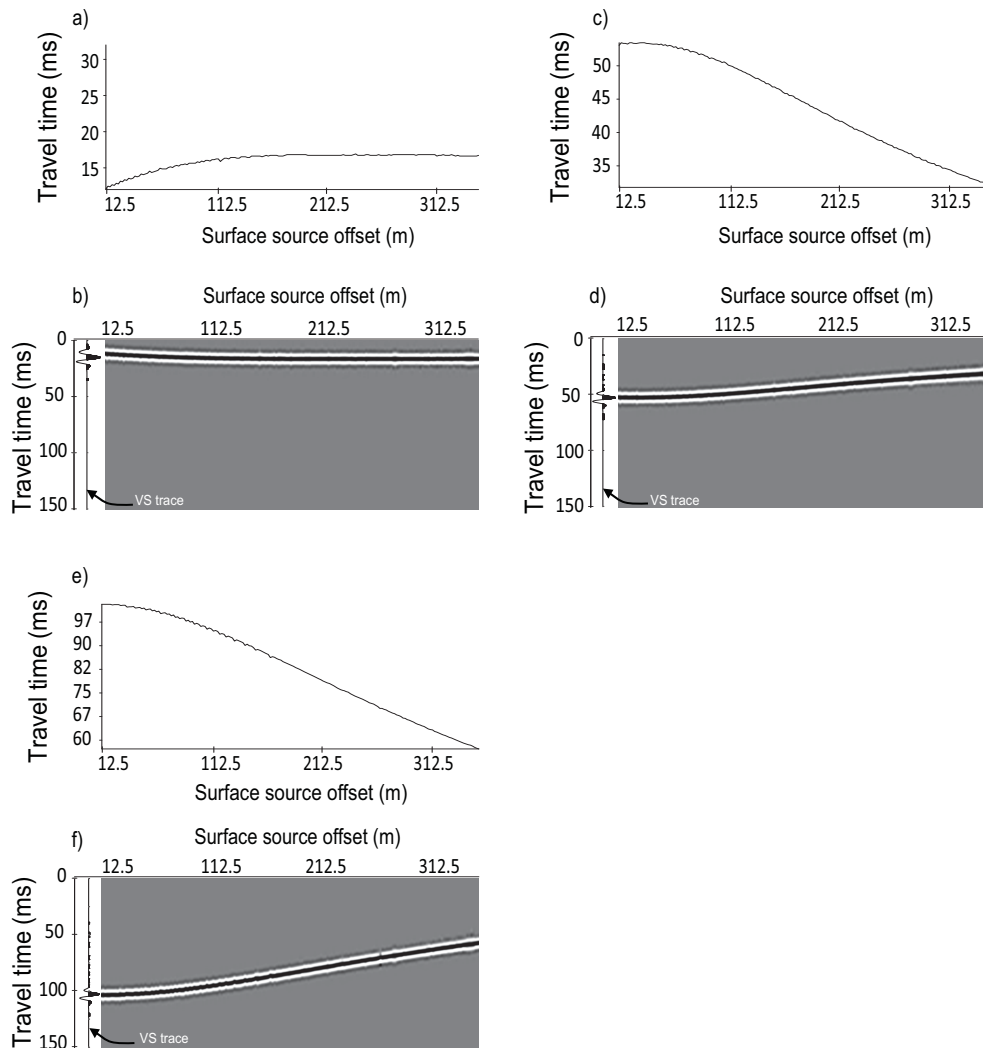 a)
Travel time (ms)
30
25
20
15
12.5 112.5 212.5 312.5
Surface source offset (m)
c)
Travel time (ms)
50
45
40
35
12.5 112.5 212.5 312.5
Surface source offset (m)
b)
Surface source offset (m)
12.5 112.5 212.5 312.5
Travel time (ms)
0
50
100
150
VS trace
d)
Surface source offset (m)
12.5 112.5 212.5 312.5
Travel time (ms)
0
50
100
150
VS trace
e)
Travel time (ms)
97
90
82
75
67
60
12.5 112.5 212.5 312.5
Surface source offset (m)
f)
Surface source offset (m)
12.5 112.5 212.5 312.5
Travel time (ms)
0
50
100
150
VS trace